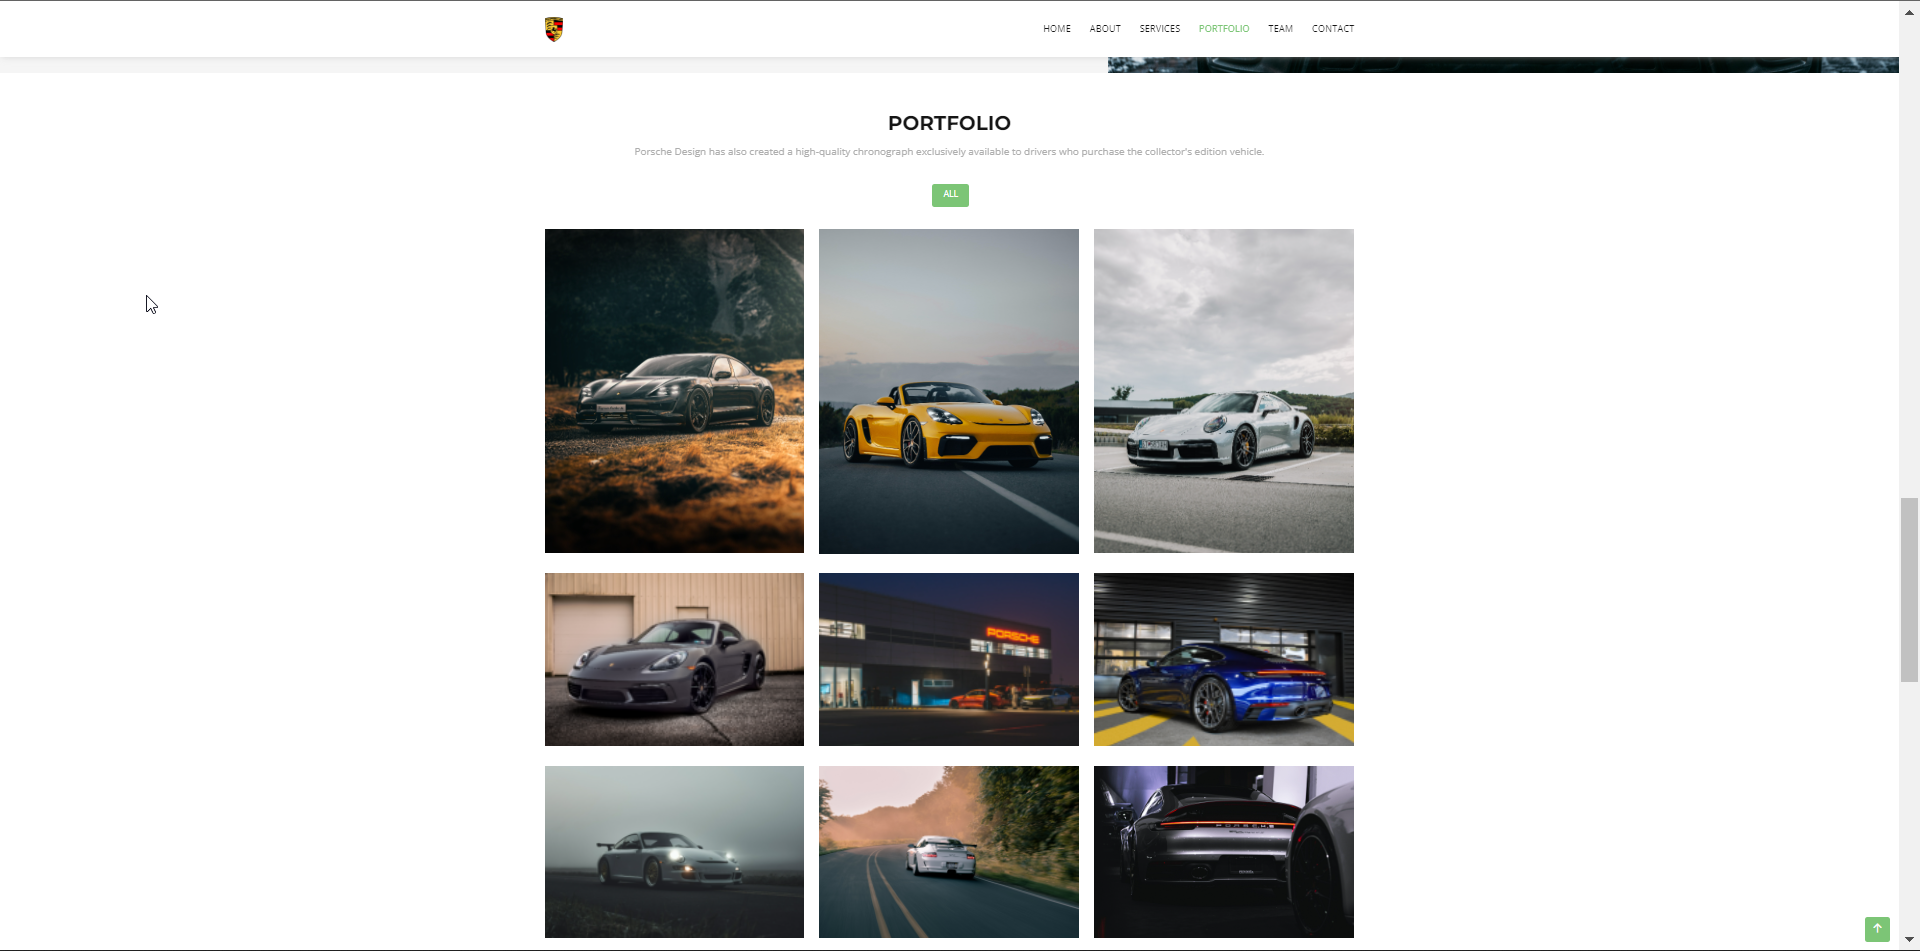 HOME ABOUT SERVICES PORTFOLIO TEAM CONTACT
PORTFOLIO
Porsche Design has also created a high-quality chronograph exclusively available to drivers who purchase the collector's edition vehicle.
ALL
PORSCHE
PORSCHE